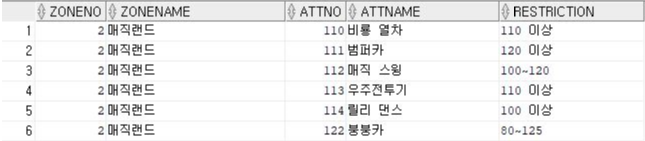 ZONENO ZONENAME ATTNO ATTNAME RESTRICTION
1 2 매직랜드 110 비룡 열차 110 이상
2 2 매직랜드 111 범퍼카 120 이상
3 2 매직랜드 112 매직 스윙 100~120
4 2 매직랜드 113 우주전투기 110 이상
5 2 매직랜드 114 릴리 댄스 100 이상
6 2 매직랜드 122 붕붕카 80~125